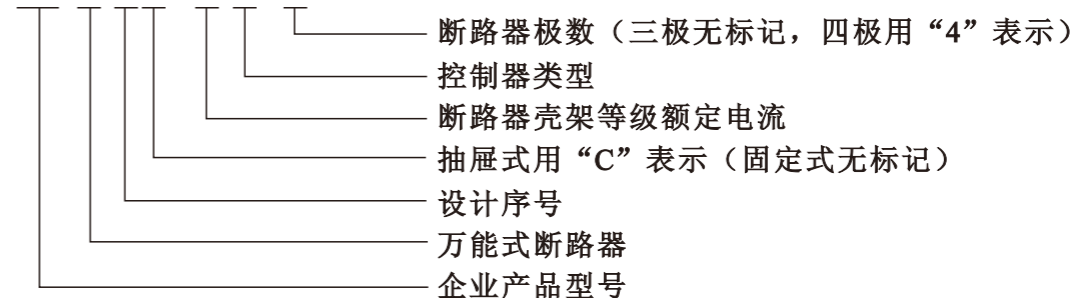 断路器极数（三极无标记，四极用“4”表示）
控制器类型
断路器壳架等级额定电流
抽屉式用“C”表示（固定式无标记）
设计序号
万能式断路器
企业产品型号